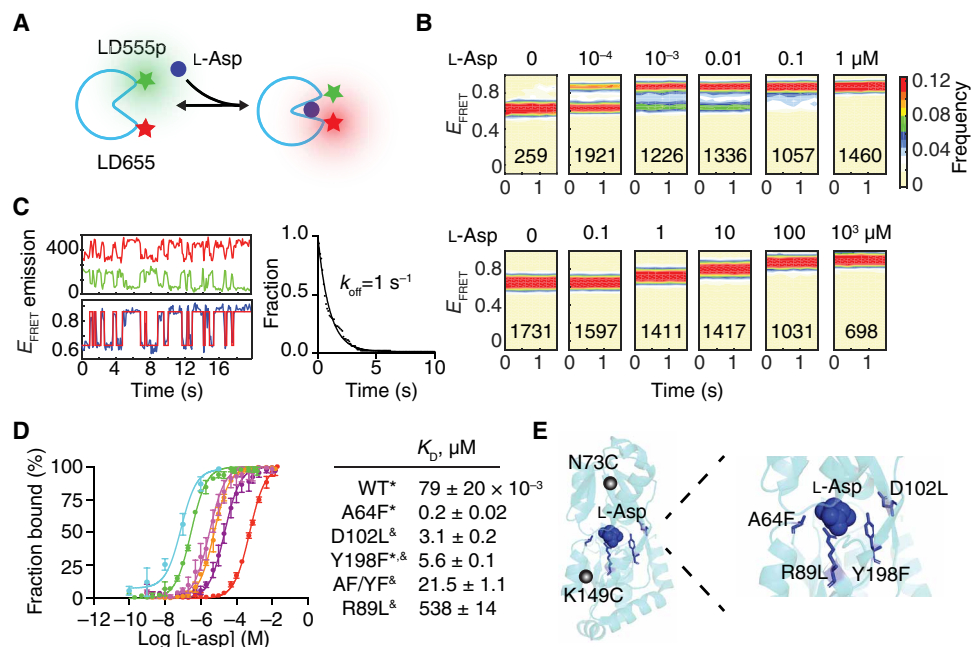 A
LD555p
L-Asp
LD655
B
L-Asp 0 10⁻⁴ 10⁻³ 0.01 0.1 1 μM
E_FRET
0.8
0.4
0
259 1921 1226 1336 1057 1460
0 1 0 1 0 1 0 1 0 1 0 1
0.12
0.08
0.04
0
Frequency
L-Asp 0 0.1 1 10 100 10³ μM
E_FRET
0.8
0.4
0
1731 1597 1411 1417 1031 698
0 1 0 1 0 1 0 1 0 1 0 1
Time (s)
C
E_FRET emission
400
0
0.8
0.6
0 4 8 12 16
Time (s)
Fraction
1.0
0.5
0.0
k_off=1 s⁻¹
0 5 10
Time (s)
D
Fraction bound (%)
100
75
50
25
0
−12 −10 −8 −6 −4 −2 0
Log [L-asp] (M)
K_D, μM
WT* 79 ± 20 × 10⁻³
A64F* 0.2 ± 0.02
D102L& 3.1 ± 0.2
Y198F*,& 5.6 ± 0.1
AF/YF& 21.5 ± 1.1
R89L& 538 ± 14
E
N73C
L-Asp
K149C
L-Asp
D102L
A64F
R89L
Y198F